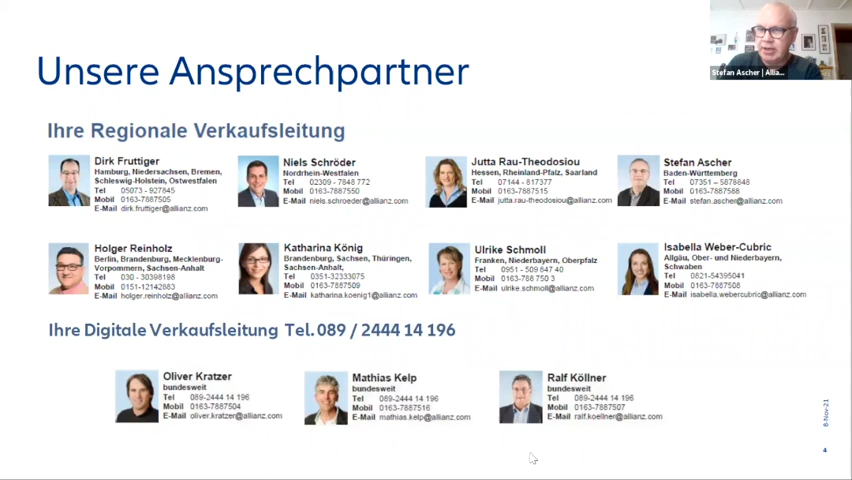 Stefan Ascher | Allia...
Unsere Ansprechpartner
Ihre Regionale Verkaufsleitung
Dirk Fruttiger
Hamburg, Niedersachsen, Bremen,
Schleswig-Holstein, Ostwestfalen
Tel 05073 - 927845
Mobil 0163-7887505
E-Mail dirk.fruttiger@allianz.com
Niels Schröder
Nordrhein-Westfalen
Tel 02309 - 7848 772
Mobil 0163-7887550
E-Mail niels.schroeder@allianz.com
Jutta Rau-Theodosiou
Hessen, Rheinland-Pfalz, Saarland
Tel 07144 - 817377
Mobil 0163-7887515
E-Mail jutta.rau-theodosiou@allianz.com
Stefan Ascher
Baden-Württemberg
Tel 07351 – 5878848
Mobil 0163-7887588
E-Mail stefan.ascher@allianz.com
Holger Reinholz
Berlin, Brandenburg, Mecklenburg-
Vorpommern, Sachsen-Anhalt
Tel 030 - 30398198
Mobil 0151-12142883
E-Mail holger.reinholz@allianz.com
Katharina König
Brandenburg, Sachsen, Thüringen,
Sachsen-Anhalt,
Tel 0351-32333075
Mobil 0163-7887509
E-Mail katharina.koenig1@allianz.com
Ulrike Schmoll
Franken, Niederbayern, Oberpfalz
Tel 0951 - 509 647 40
Mobil 0163-788 750 3
E-Mail ulrike.schmoll@allianz.com
Isabella Weber-Cubric
Allgäu, Ober- und Niederbayern,
Schwaben
Tel 0821-54395041
Mobil 0163-7887508
E-Mail isabella.webercubric@allianz.com
Ihre Digitale Verkaufsleitung Tel. 089 / 2444 14 196
Oliver Kratzer
bundesweit
Tel 089-2444 14 196
Mobil 0163-7887504
E-Mail oliver.kratzer@allianz.com
Mathias Kelp
bundesweit
Tel 089-2444 14 196
Mobil 0163-7887516
E-Mail mathias.kelp@allianz.com
Ralf Köllner
bundesweit
Tel 089-2444 14 196
Mobil 0163-7887507
E-Mail ralf.koellner@allianz.com
8-Nov-21
4